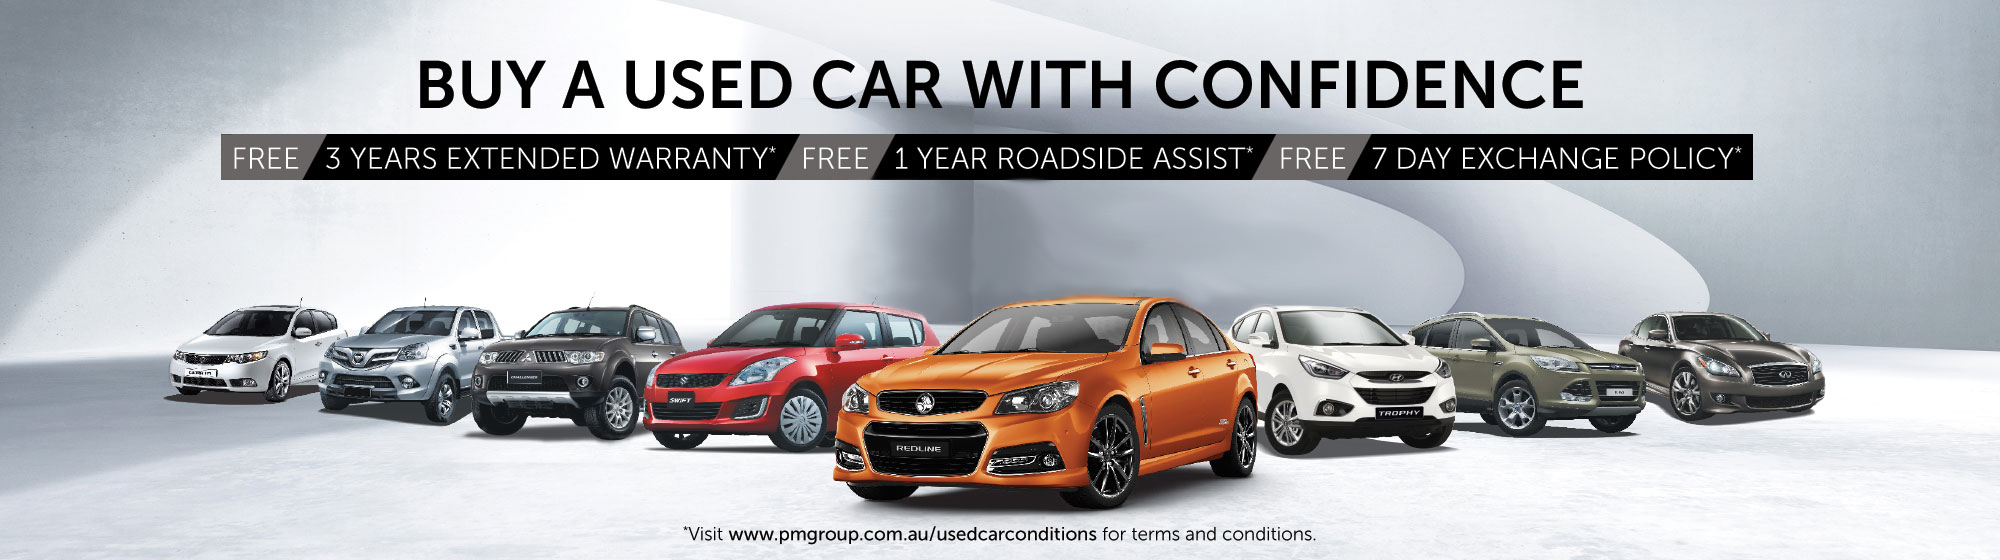 BUY A USED CAR WITH CONFIDENCE
FREE 3 YEARS EXTENDED WARRANTY* FREE 1 YEAR ROADSIDE ASSIST* FREE 7 DAY EXCHANGE POLICY*
CHALLENGER
SWIFT
REDLINE
TROPHY
*Visit www.pmgroup.com.au/usedcarconditions for terms and conditions.